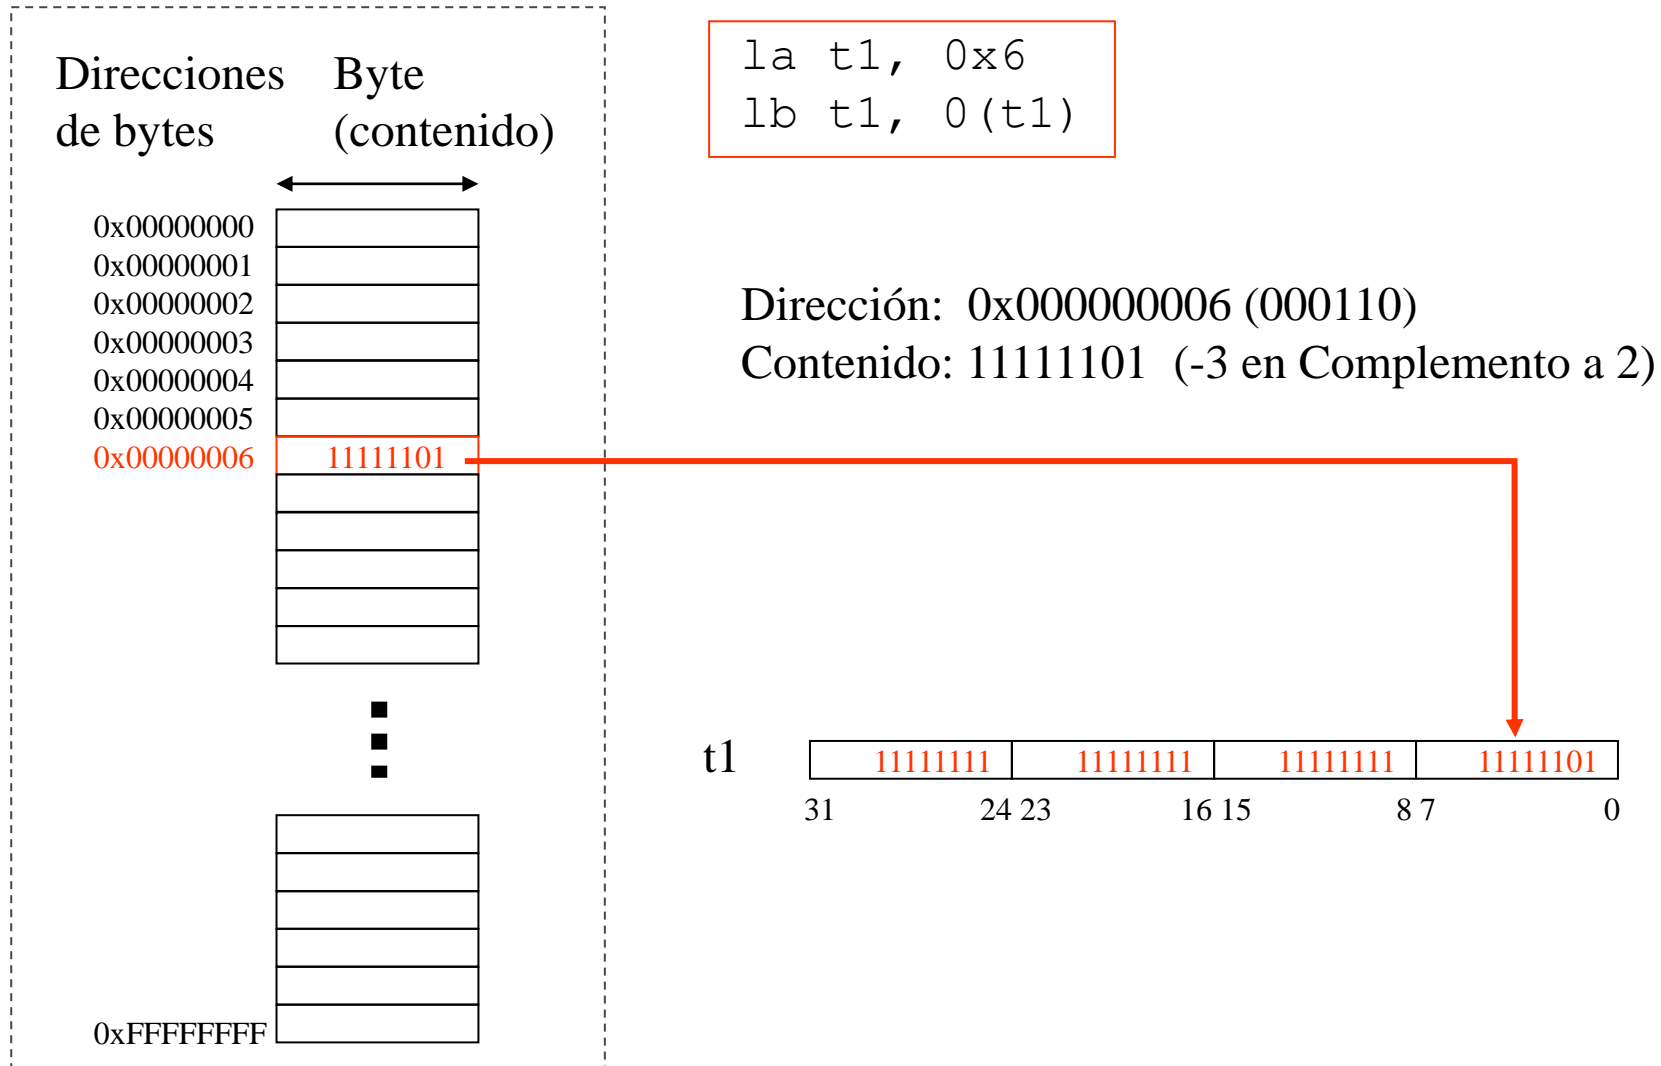 Direcciones Byte
de bytes (contenido)
0x00000000
0x00000001
0x00000002
0x00000003
0x00000004
0x00000005
0x00000006 11111101
0xFFFFFFFF
la t1, 0x6
lb t1, 0(t1)
Dirección: 0x000000006 (000110)
Contenido: 11111101 (-3 en Complemento a 2)
t1 11111111 11111111 11111111 11111101
31 24 23 16 15 8 7 0